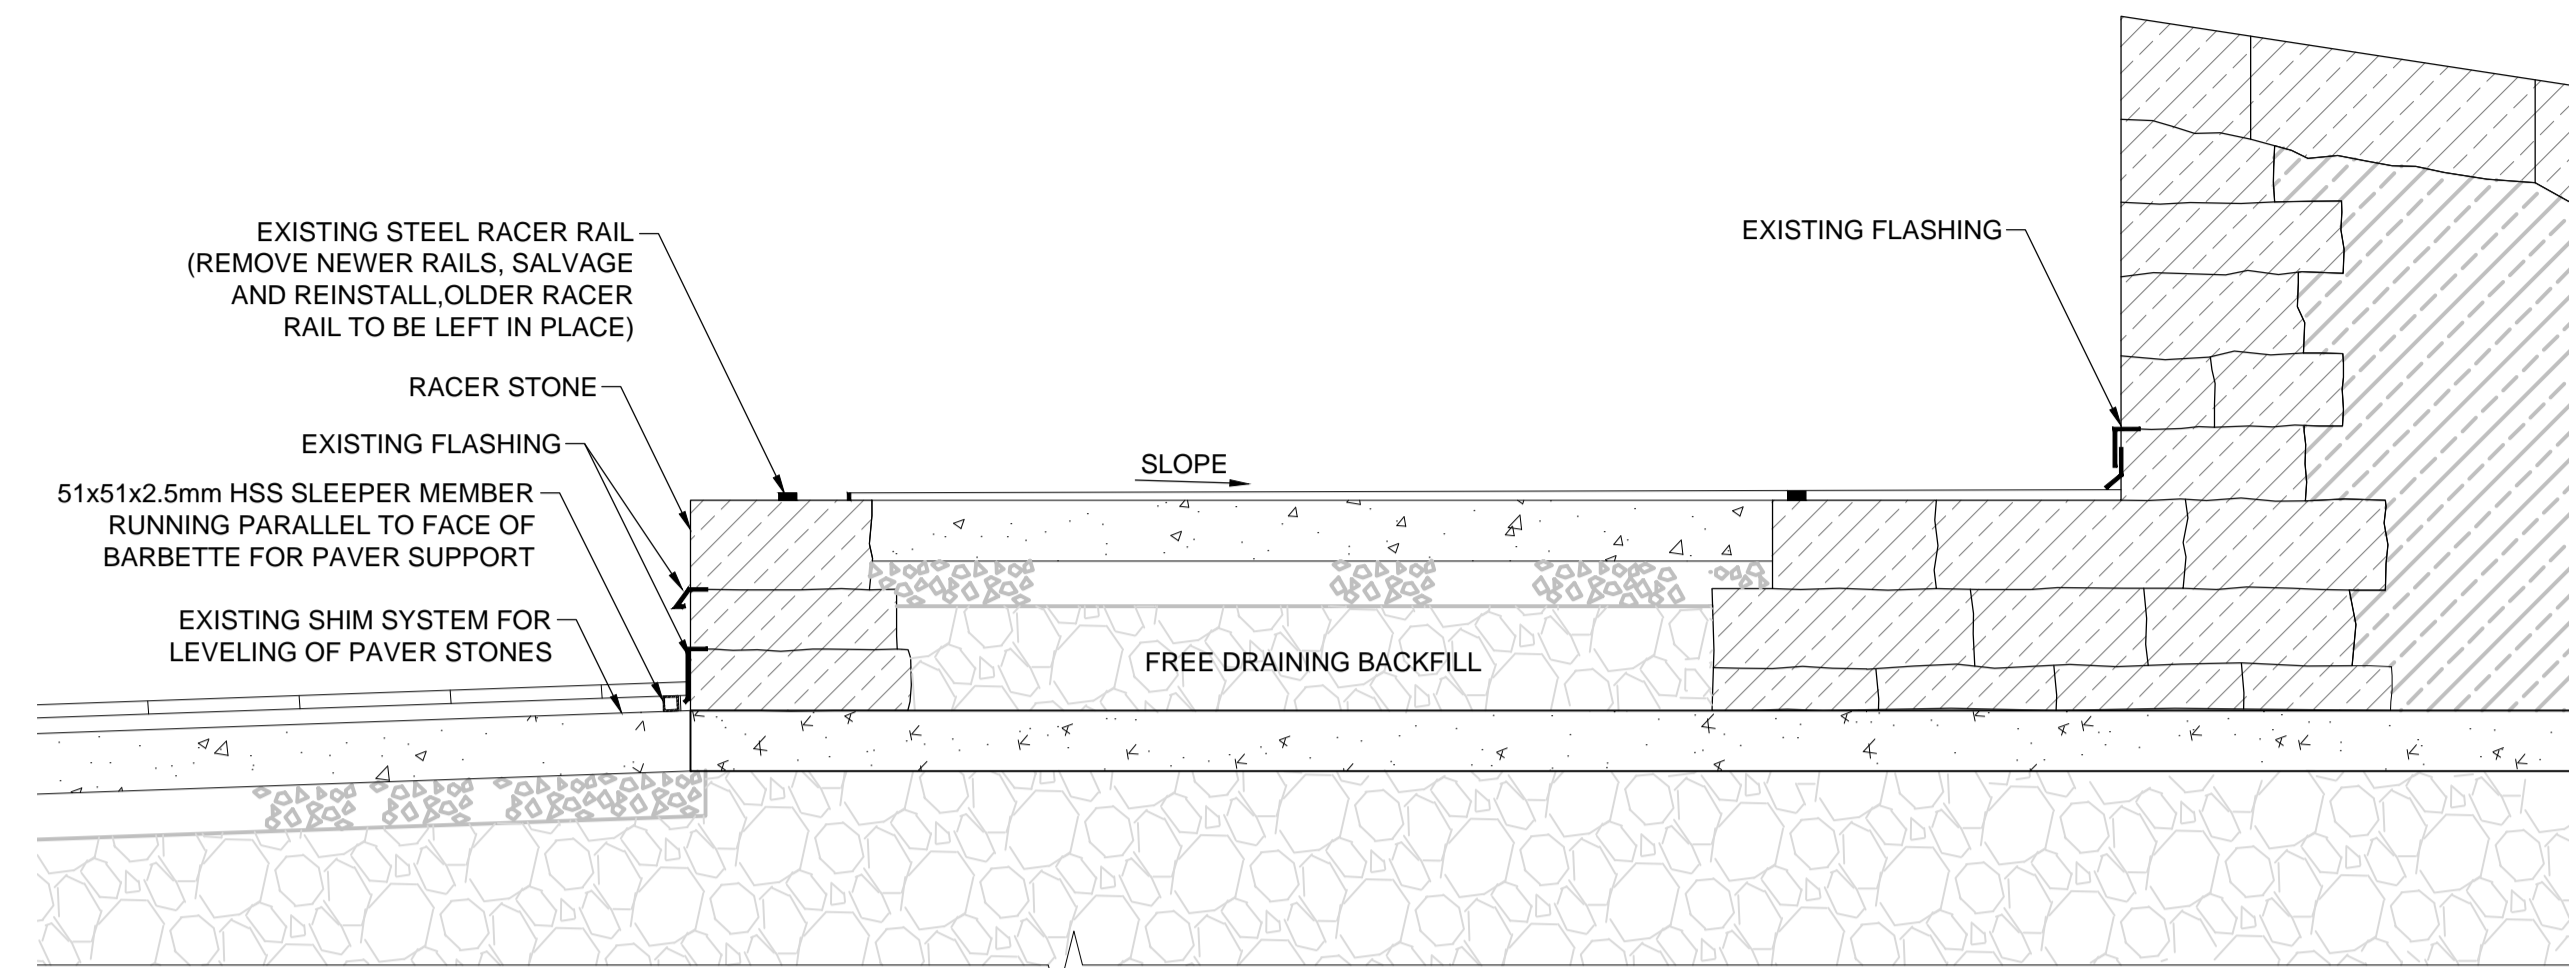 EXISTING STEEL RACER RAIL
(REMOVE NEWER RAILS, SALVAGE
AND REINSTALL,OLDER RACER
RAIL TO BE LEFT IN PLACE)
RACER STONE
EXISTING FLASHING
51x51x2.5mm HSS SLEEPER MEMBER
RUNNING PARALLEL TO FACE OF
BARBETTE FOR PAVER SUPPORT
EXISTING SHIM SYSTEM FOR
LEVELING OF PAVER STONES
SLOPE
FREE DRAINING BACKFILL
EXISTING FLASHING